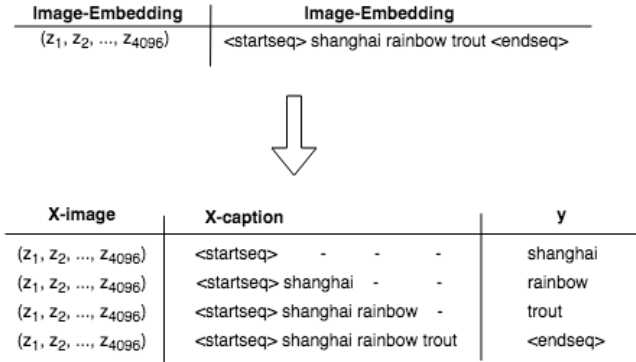 Image-Embedding Image-Embedding
(z1, z2, ..., z4096) <startseq> shanghai rainbow trout <endseq>
X-image X-caption y
(z1, z2, ..., z4096) <startseq> - - - shanghai
(z1, z2, ..., z4096) <startseq> shanghai - - rainbow
(z1, z2, ..., z4096) <startseq> shanghai rainbow - trout
(z1, z2, ..., z4096) <startseq> shanghai rainbow trout <endseq>